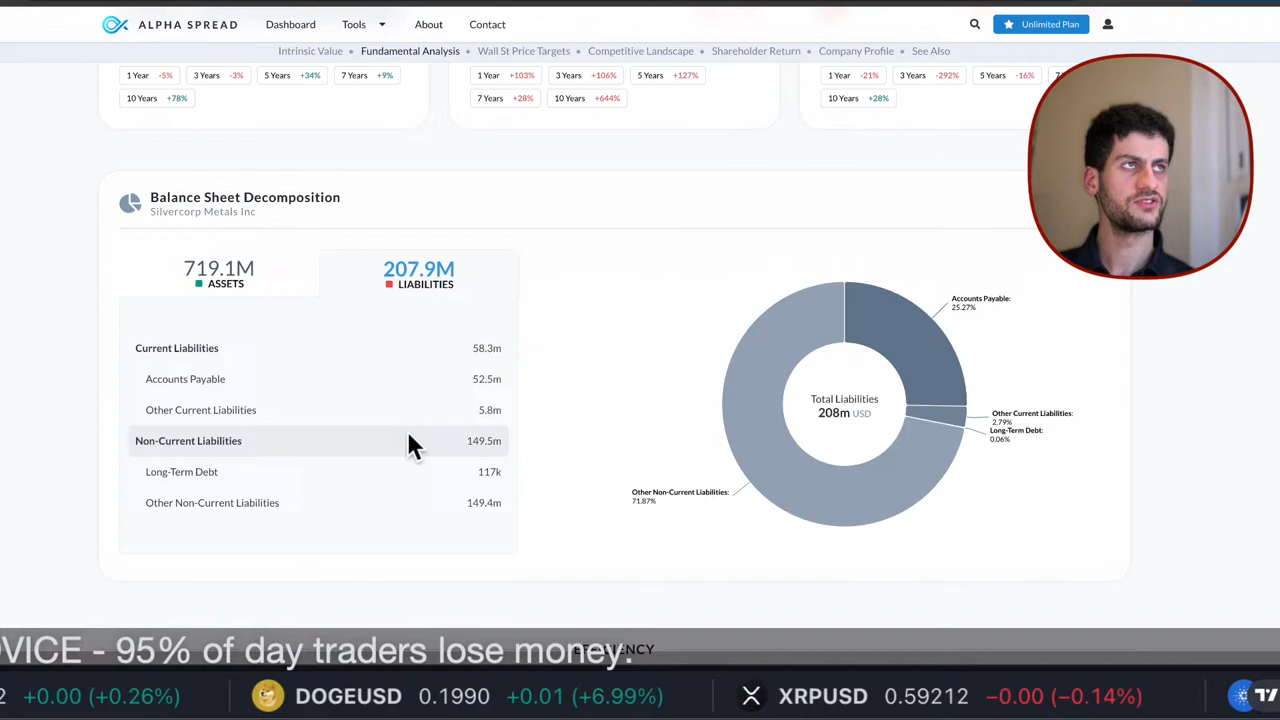 ALPHA SPREAD Dashboard Tools About Contact Unlimited Plan
Intrinsic Value • Fundamental Analysis • Wall St Price Targets • Competitive Landscape • Shareholder Return • Company Profile • See Also
1 Year -5% 3 Years -3% 5 Years +34% 7 Years +9%
10 Years +78%
1 Year +103% 3 Years +106% 5 Years +127%
7 Years +28% 10 Years +644%
1 Year -21% 3 Years -292% 5 Years -16%
10 Years +28%
Balance Sheet Decomposition
Silvercorp Metals Inc
719.1M
ASSETS
207.9M
LIABILITIES
Current Liabilities 58.3m
Accounts Payable 52.5m
Other Current Liabilities 5.8m
Non-Current Liabilities 149.5m
Long-Term Debt 117k
Other Non-Current Liabilities 149.4m
Accounts Payable:
25.27%
Total Liabilities
208m USD
Other Current Liabilities:
2.79%
Long-Term Debt:
0.06%
Other Non-Current Liabilities:
71.87%
EFFICIENCY
DVICE - 95% of day traders lose money.
2 +0.00 (+0.26%) DOGEUSD 0.1990 +0.01 (+6.99%) XRPUSD 0.59212 −0.00 (−0.14%)